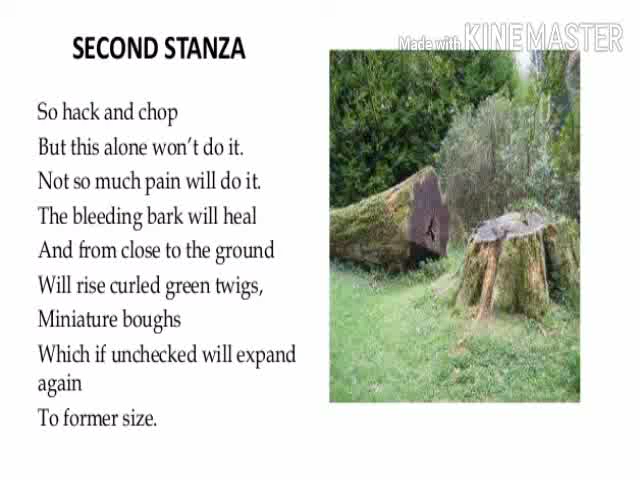 SECOND STANZA
Made with KINEMASTER
So hack and chop
But this alone won't do it.
Not so much pain will do it.
The bleeding bark will heal
And from close to the ground
Will rise curled green twigs,
Miniature boughs
Which if unchecked will expand
again
To former size.